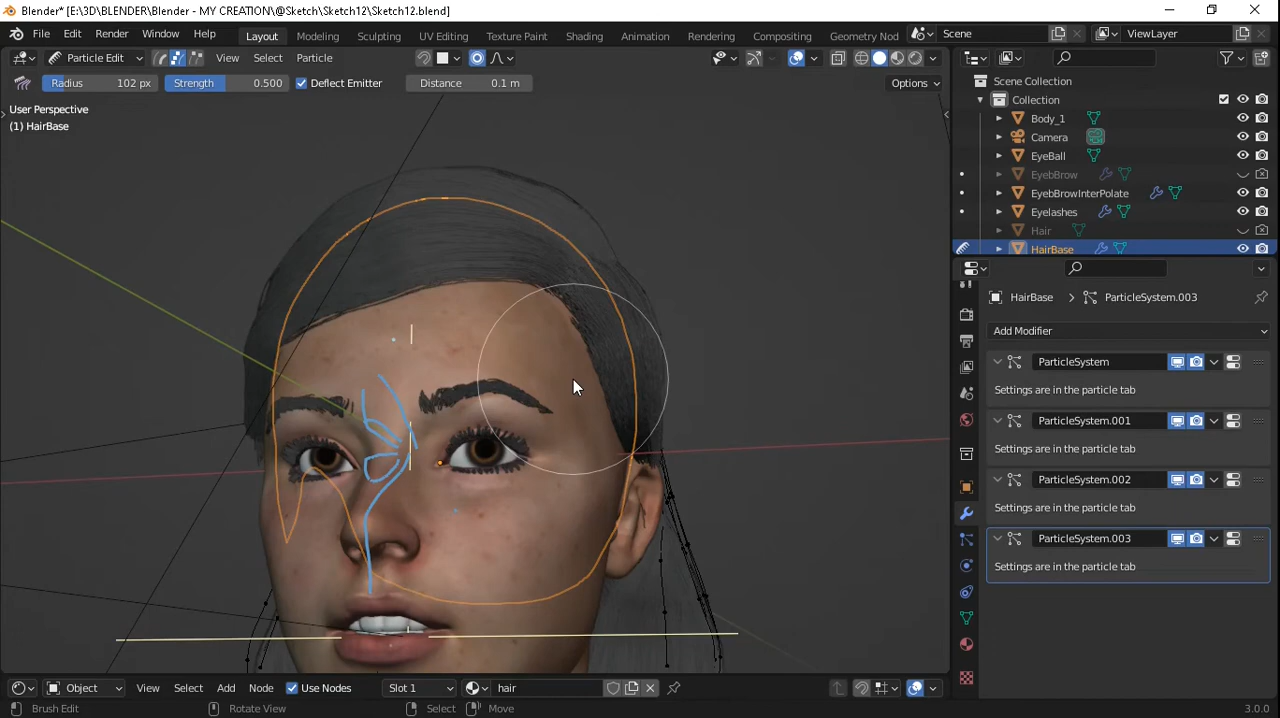 Blender* [E:\3D\BLENDER\Blender - MY CREATION\@Sketch\Sketch12\Sketch12.blend]
File Edit Render Window Help Layout Modeling Sculpting UV Editing Texture Paint Shading Animation Rendering Compositing Geometry Nod Scene ViewLayer
Particle Edit View Select Particle
Radius 102 px Strength 0.500 Deflect Emitter Distance 0.1 m Options
User Perspective
(1) HairBase
Scene Collection
Collection
Body_1
Camera
EyeBall
EyebBrow
EyebBrowInterPolate
Eyelashes
Hair
HairBase
HairBase ParticleSystem.003
Add Modifier
ParticleSystem
Settings are in the particle tab
ParticleSystem.001
Settings are in the particle tab
ParticleSystem.002
Settings are in the particle tab
ParticleSystem.003
Settings are in the particle tab
Object View Select Add Node Use Nodes Slot 1 hair
Brush Edit Rotate View Select Move 3.0.0